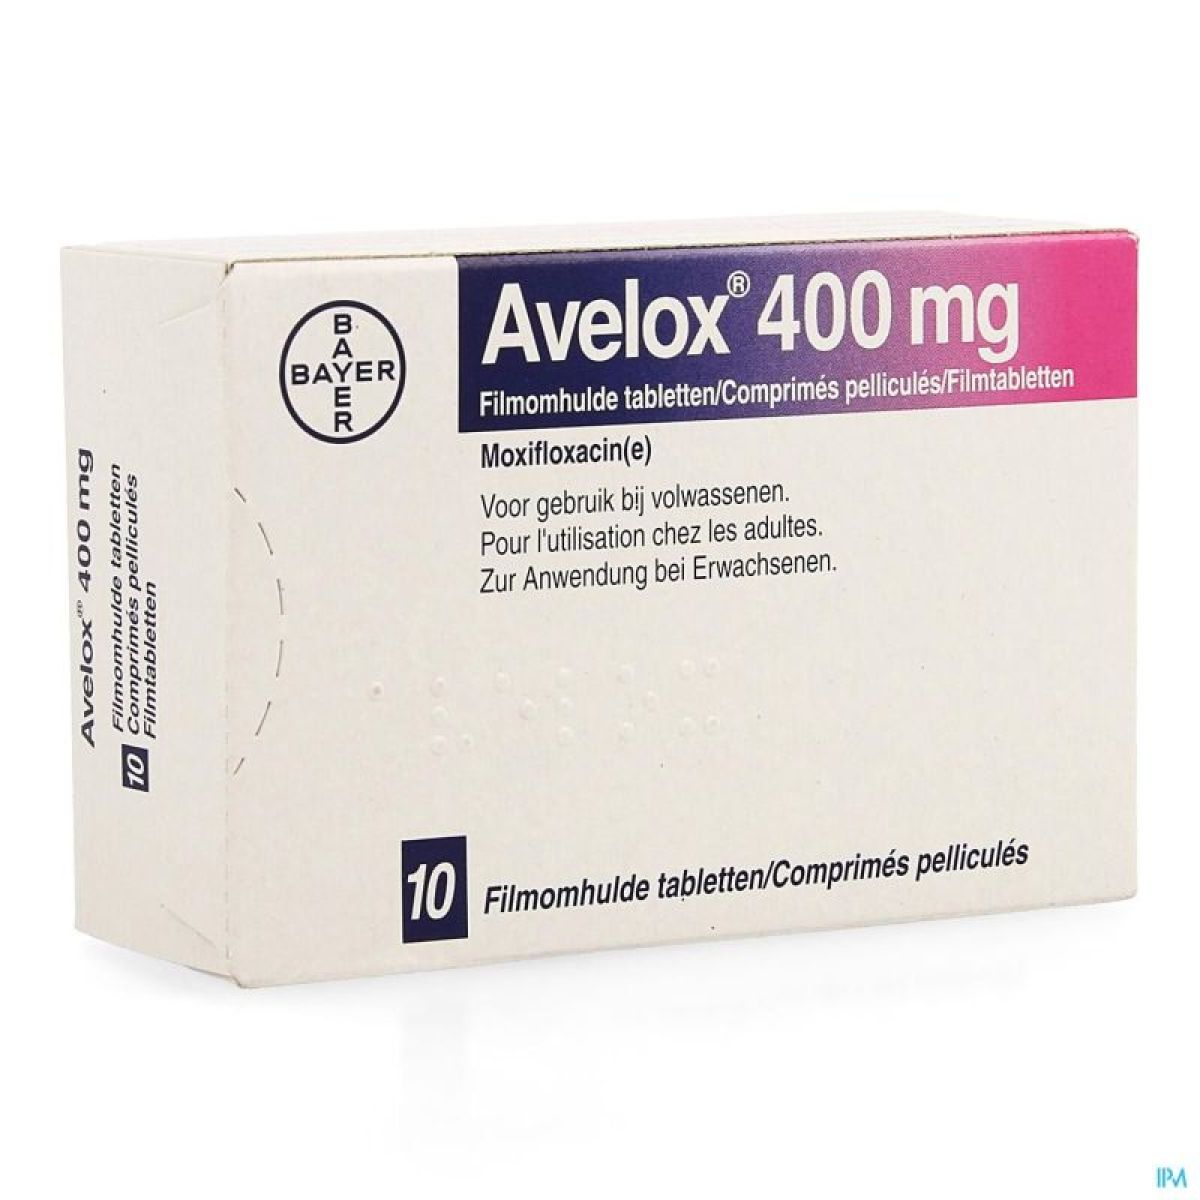 BAYER
BAYER
Avelox® 400 mg
Filmomhulde tabletten/Comprimés pelliculés/Filmtabletten
Moxifloxacin(e)
Voor gebruik bij volwassenen.
Pour l'utilisation chez les adultes.
Zur Anwendung bei Erwachsenen.
10 Filmomhulde tabletten/Comprimés pelliculés
Avelox® 400 mg
Filmomhulde tabletten
Comprimés pelliculés
Filmtabletten
10
IPM